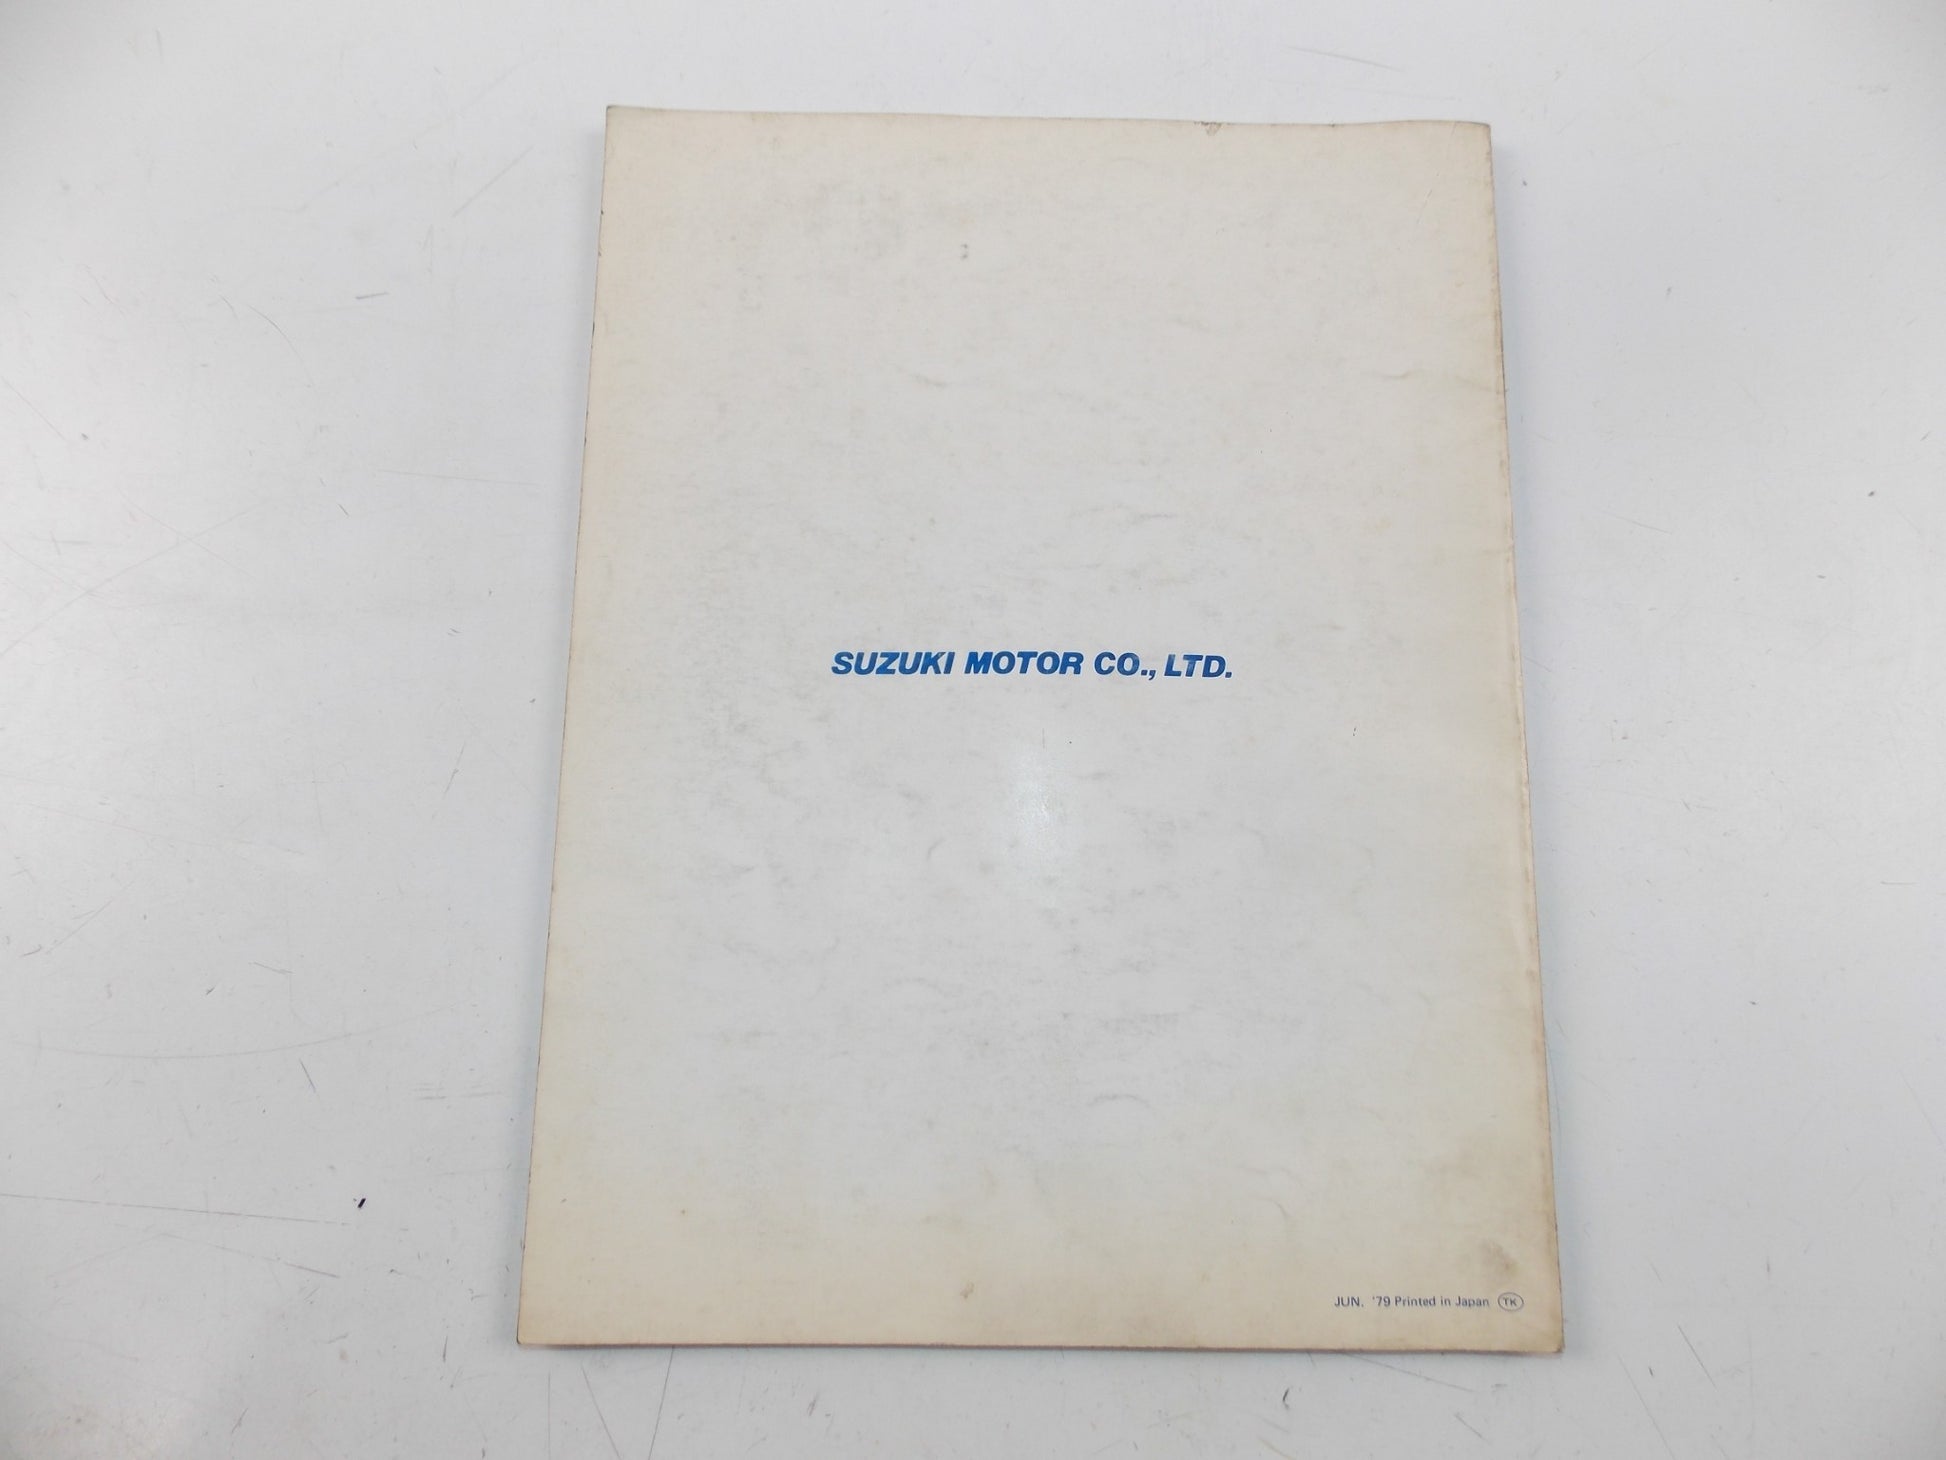 SUZUKI MOTOR CO., LTD.
JUN. '79 Printed in Japan TK